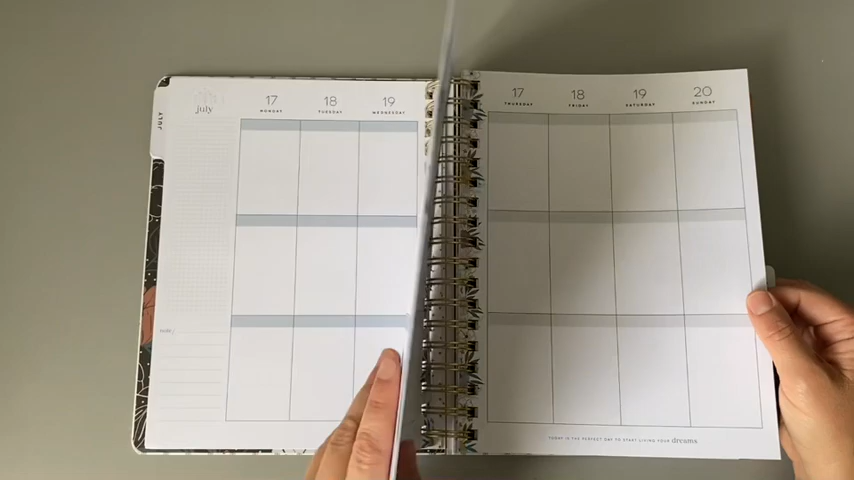 JULY
july
17 18 19
MONDAY TUESDAY WEDNESDAY
17 18 19 20
THURSDAY FRIDAY SATURDAY SUNDAY
TODAY IS THE PERFECT DAY TO START LIVING YOUR dreams